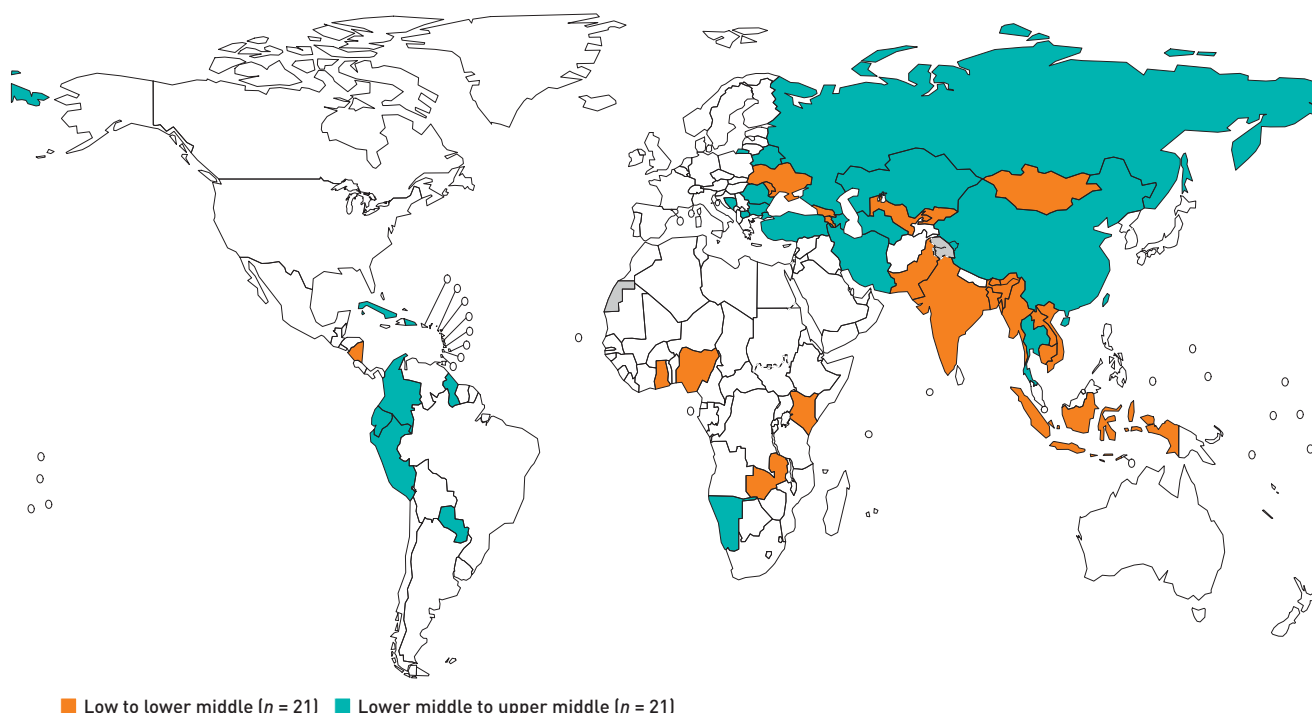 Low to lower middle (n = 21) Lower middle to upper middle (n = 21)